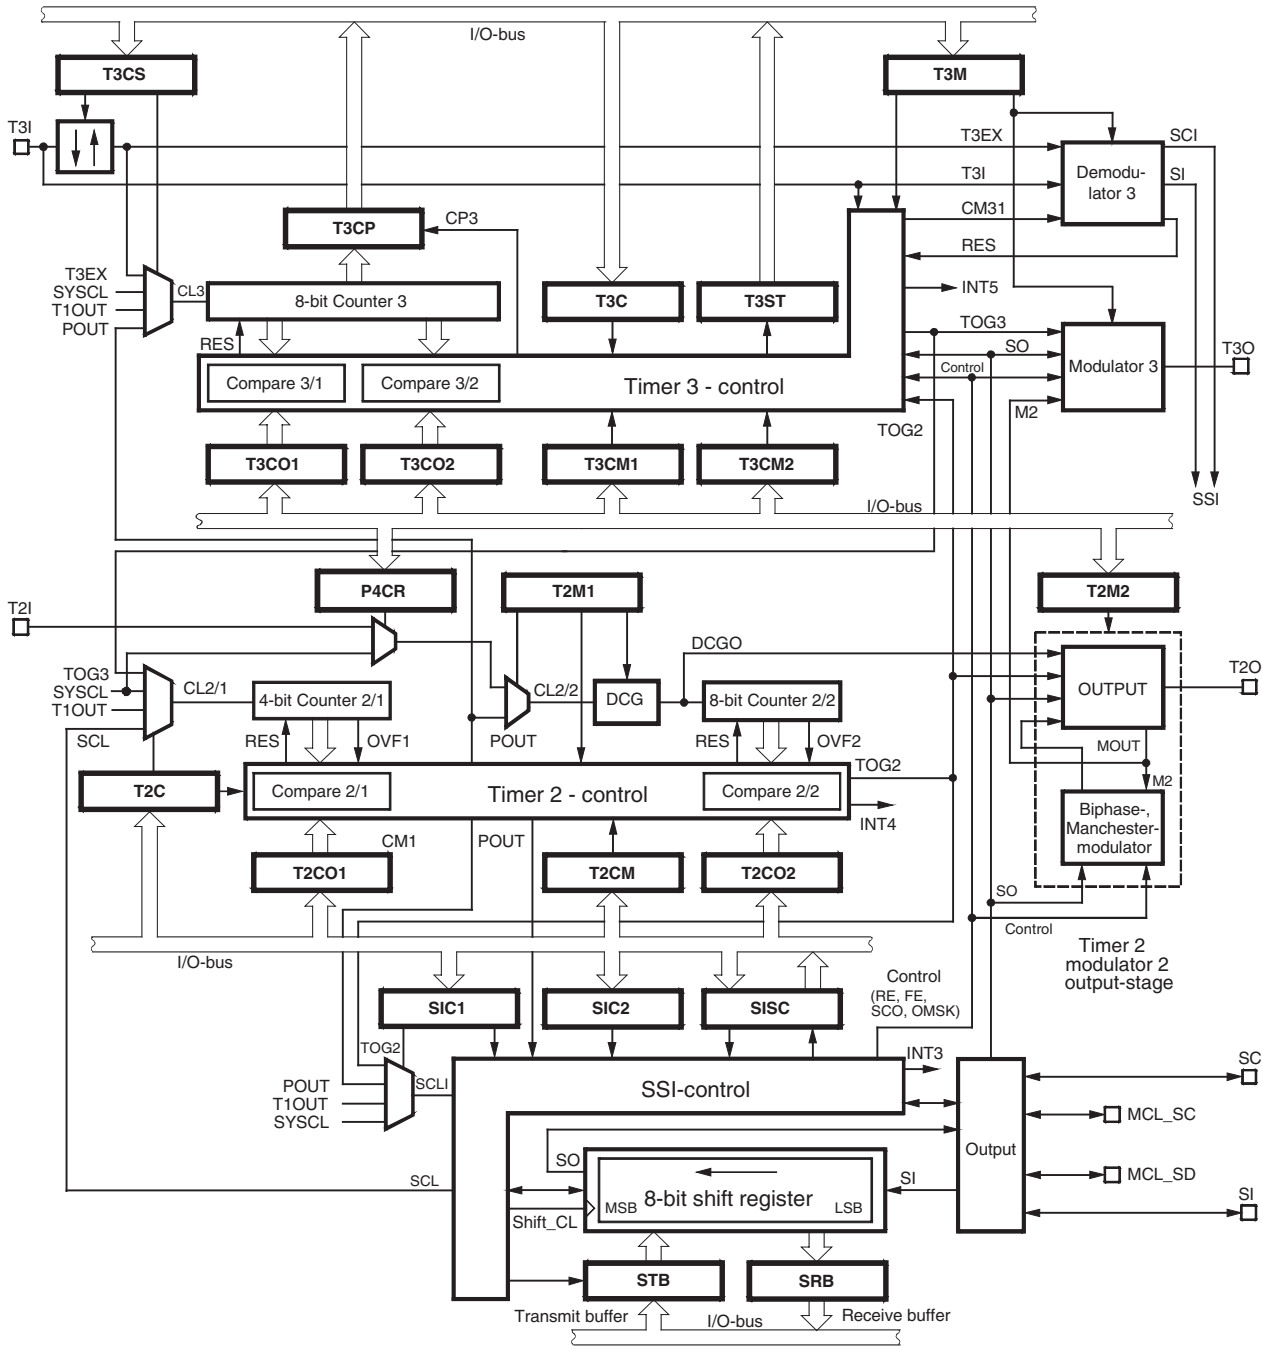 I/O-bus
T3CS
T3M
T3I
T3EX
SCI
T3I
SI
Demodu-
lator 3
T3CP
CP3
CM31
RES
T3EX
SYSCL
T1OUT
POUT
CL3
8-bit Counter 3
T3C
T3ST
INT5
RES
TOG3
SO
Control
M2
TOG2
Modulator 3
T3O
Compare 3/1
Compare 3/2
Timer 3 - control
T3CO1
T3CO2
T3CM1
T3CM2
SSI
I/O-bus
P4CR
T2M1
T2M2
T2I
DCGO
TOG3
SYSCL
T1OUT
SCL
CL2/1
4-bit Counter 2/1
CL2/2
DCG
8-bit Counter 2/2
OUTPUT
T2O
POUT
RES
OVF1
RES
OVF2
MOUT
M2
TOG2
T2C
Compare 2/1
Timer 2 - control
Compare 2/2
INT4
Biphase-,
Manchester-
modulator
CM1
POUT
T2CO1
T2CM
T2CO2
SO
Control
I/O-bus
Timer 2
modulator 2
output-stage
Control
(RE, FE,
SCO, OMSK)
SIC1
SIC2
SISC
TOG2
INT3
POUT
T1OUT
SYSCL
SCLI
SSI-control
SC
MCL_SC
Output
SO
SI
MCL_SD
SCL
8-bit shift register
MSB
LSB
Shift_CL
SI
STB
SRB
Transmit buffer
I/O-bus
Receive buffer